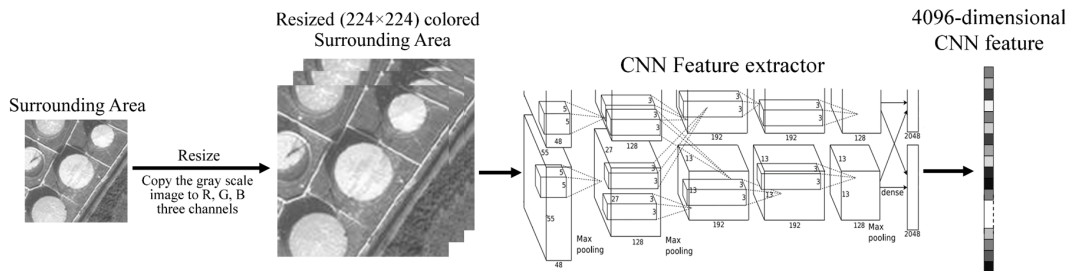 Surrounding Area
Resize
Copy the gray scale
image to R, G, B
three channels
Resized (224×224) colored
Surrounding Area
CNN Feature extractor
5
5
48
3
3
128
3
3
192
3
3
192
128
2048
55
27
13
13
13
5
5
3
3
3
3
3
3
55
27
3
3
13
13
13
dense
48
Max
pooling
128
Max
pooling
192
192
128
Max
pooling
2048
4096-dimensional
CNN feature